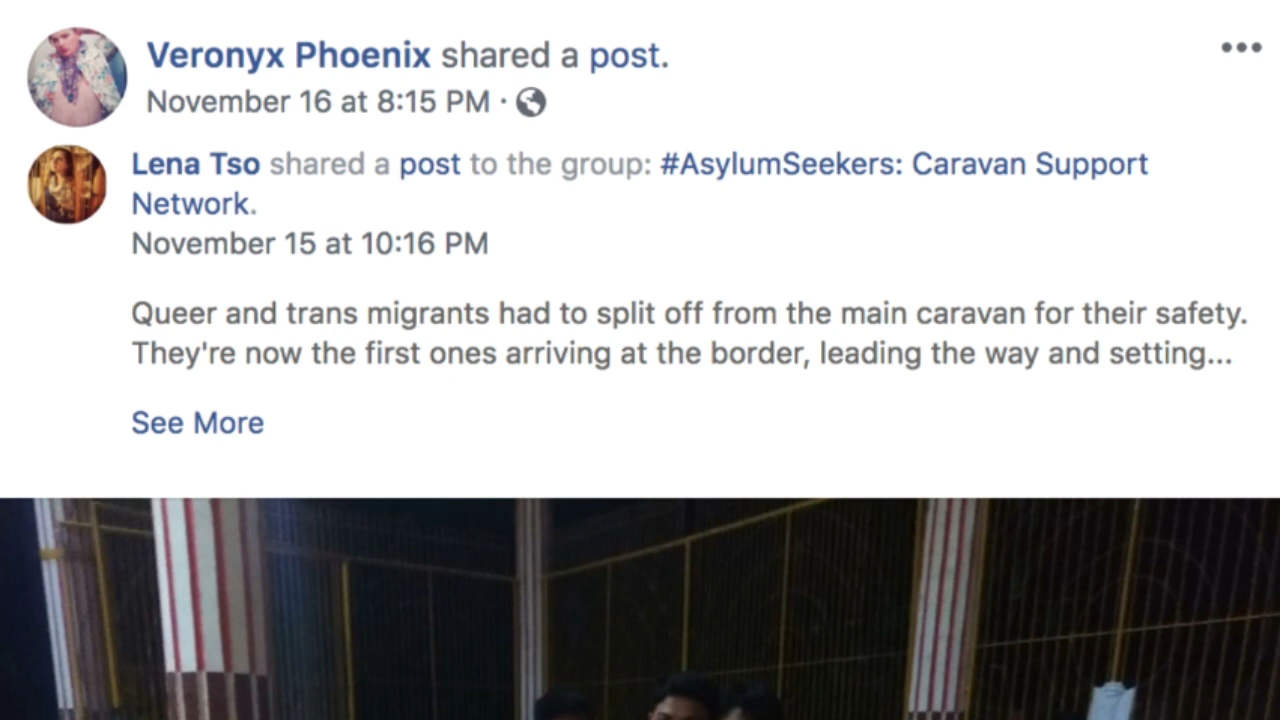 Veronyx Phoenix shared a post.
November 16 at 8:15 PM ·
Lena Tso shared a post to the group: #AsylumSeekers: Caravan Support
Network.
November 15 at 10:16 PM
Queer and trans migrants had to split off from the main caravan for their safety.
They're now the first ones arriving at the border, leading the way and setting...
See More